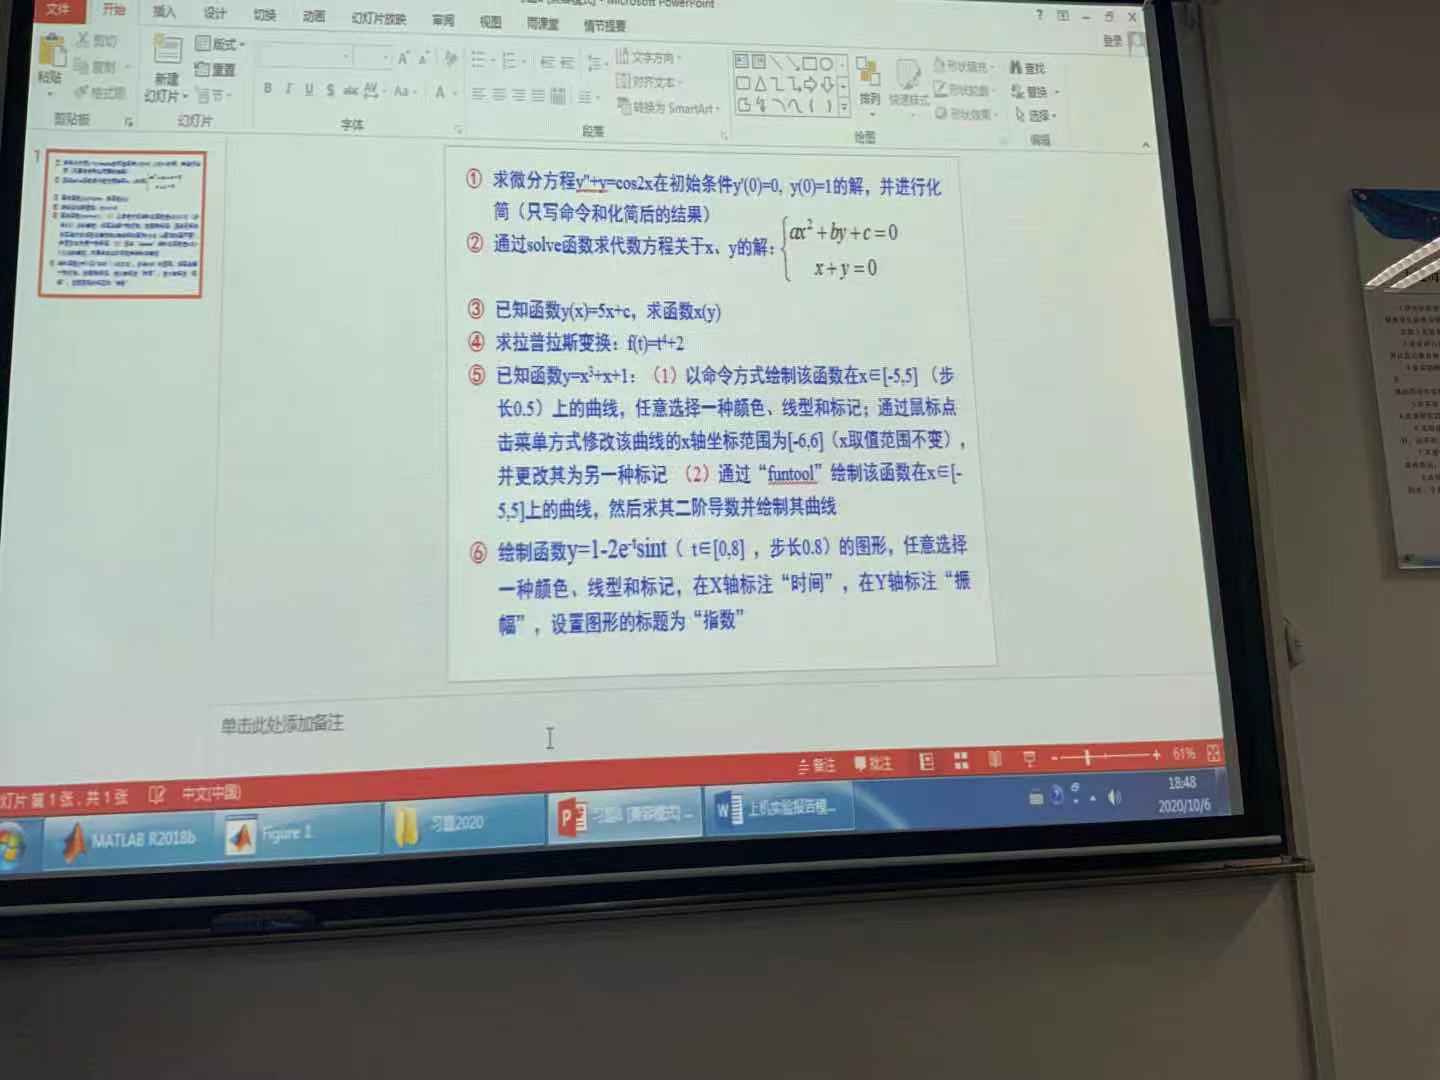 Microsoft PowerPoint
文件 开始 插入 设计 切换 动画 幻灯片放映 审阅 视图 雨课堂 情节提要
登录
粘贴 剪切 复制 格式刷
新建 幻灯片 版式 重置 节
B I U S abc AV Aa A
文字方向 对齐文本 转换为 SmartArt
排列 快速样式 形状填充 形状轮廓 形状效果
查找 替换 选择
剪贴板 幻灯片 字体 段落 绘图 编辑
1
① 求微分方程y''+y=cos2x在初始条件y'(0)=0, y(0)=1的解，并进行化
简（只写命令和化简后的结果）
② 通过solve函数求代数方程关于x、y的解：
ax²+by+c=0
x+y=0
③ 已知函数y(x)=5x+c，求函数x(y)
④ 求拉普拉斯变换：f(t)=t⁴+2
⑤ 已知函数y=x³+x+1：（1）以命令方式绘制该函数在x∈[-5,5]（步
长0.5）上的曲线，任意选择一种颜色、线型和标记；通过鼠标点
击菜单方式修改该曲线的x轴坐标范围为[-6,6]（x取值范围不变），
并更改其为另一种标记 （2）通过“funtool”绘制该函数在x∈[-
5,5]上的曲线，然后求其二阶导数并绘制其曲线
⑥ 绘制函数y=1-2e⁻ᵗsint（ t∈[0,8] ，步长0.8）的图形，任意选择
一种颜色、线型和标记，在X轴标注“时间”，在Y轴标注“振
幅”，设置图形的标题为“指数”
单击此处添加备注
灯片 第 1 张，共 1 张 中文(中国) 备注 批注 61%
MATLAB R2018b Figure 1 习题2020 [兼容模式]... 上机实验报告模...
18:48
2020/10/6